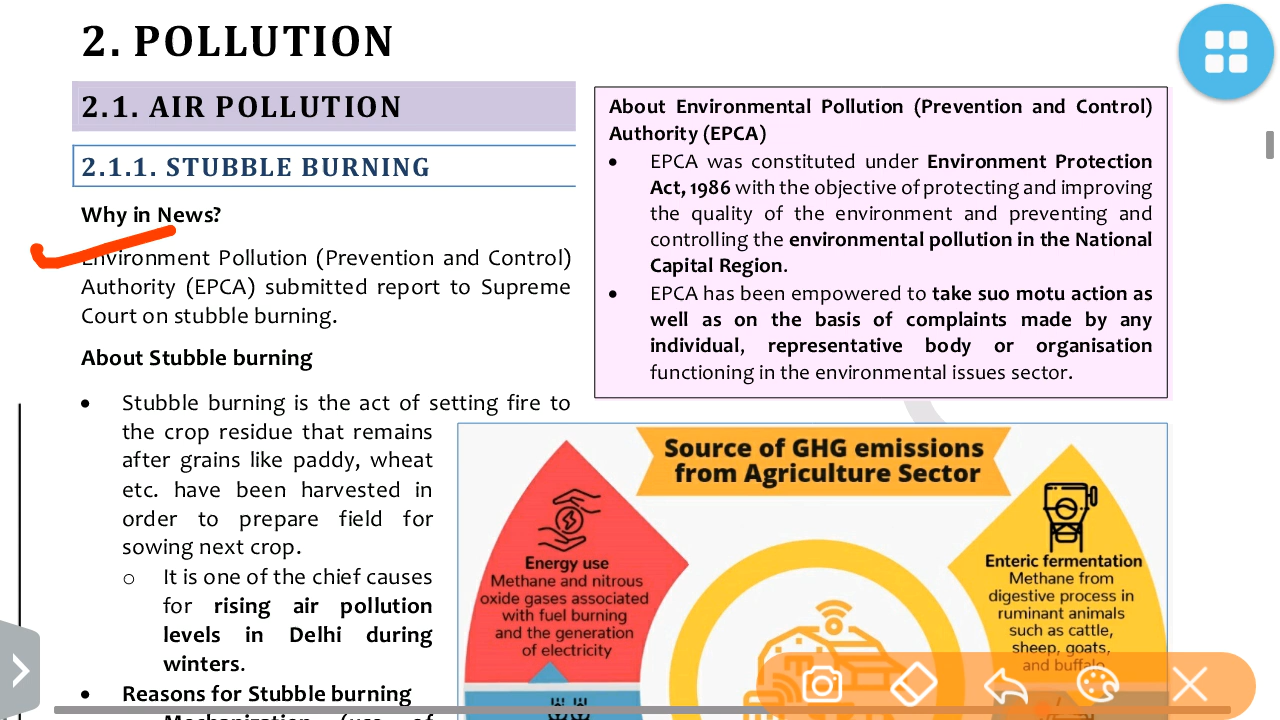 2. POLLUTION
2.1. AIR POLLUTION
2.1.1. STUBBLE BURNING
Why in News?
Environment Pollution (Prevention and Control)
Authority (EPCA) submitted report to Supreme
Court on stubble burning.
About Stubble burning
• Stubble burning is the act of setting fire to
the crop residue that remains
after grains like paddy, wheat
etc. have been harvested in
order to prepare field for
sowing next crop.
o It is one of the chief causes
for rising air pollution
levels in Delhi during
winters.
• Reasons for Stubble burning
Mechanization (use of
About Environmental Pollution (Prevention and Control)
Authority (EPCA)
• EPCA was constituted under Environment Protection
Act, 1986 with the objective of protecting and improving
the quality of the environment and preventing and
controlling the environmental pollution in the National
Capital Region.
• EPCA has been empowered to take suo motu action as
well as on the basis of complaints made by any
individual, representative body or organisation
functioning in the environmental issues sector.
Source of GHG emissions
from Agriculture Sector
Energy use
Methane and nitrous
oxide gases associated
with fuel burning
and the generation
of electricity
Enteric fermentation
Methane from
digestive process in
ruminant animals
such as cattle,
sheep, goats,
and buffalo